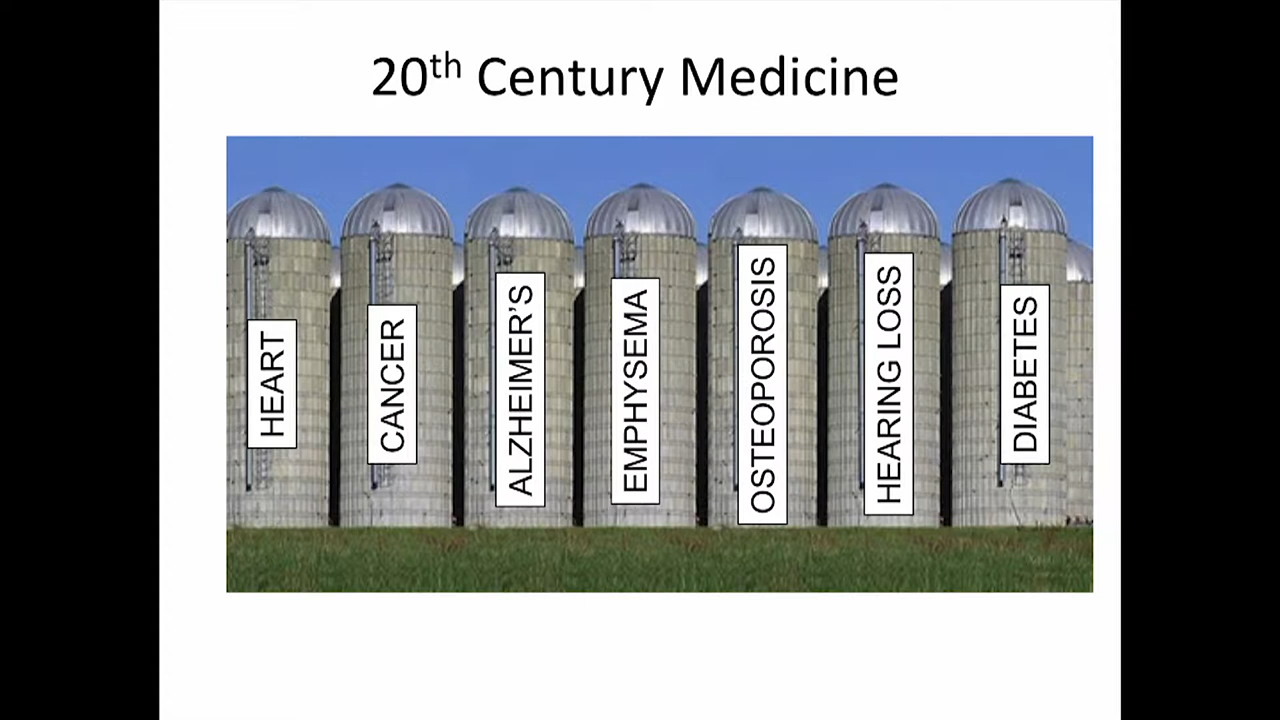 20th Century Medicine
HEART
CANCER
ALZHEIMER'S
EMPHYSEMA
OSTEOPOROSIS
HEARING LOSS
DIABETES